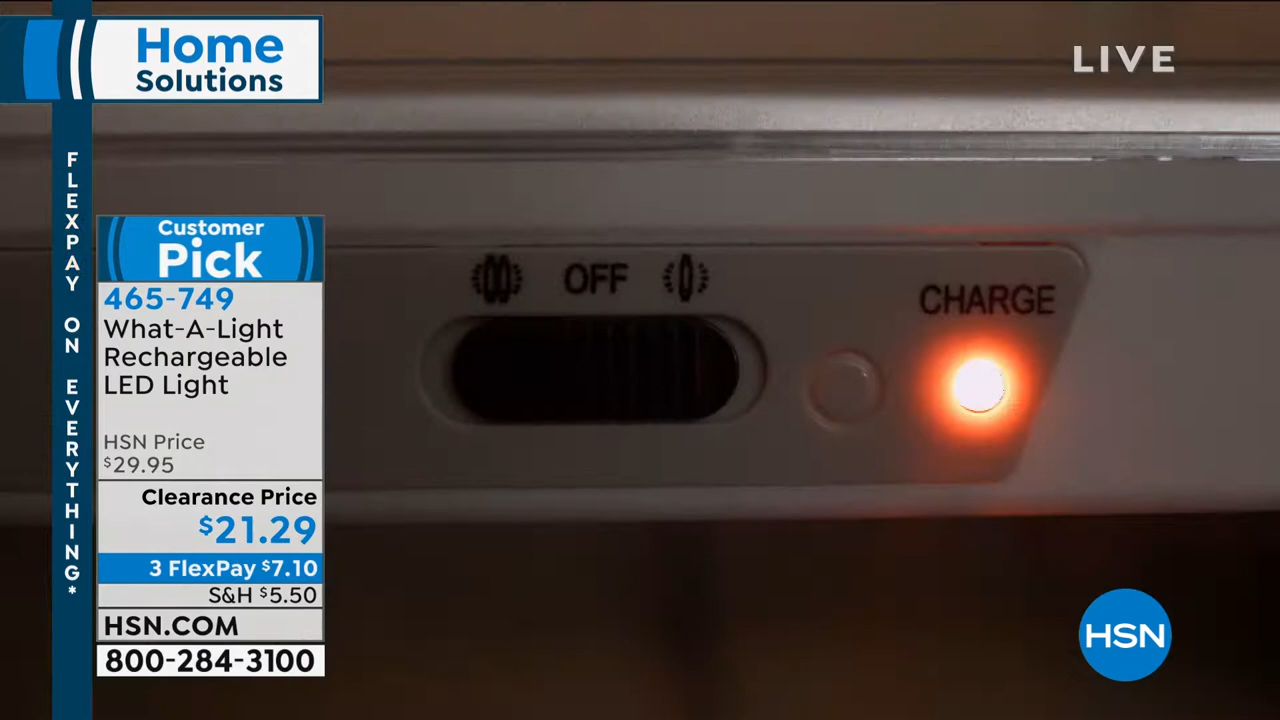 Home
Solutions
LIVE
FLEXPAY ON EVERYTHING*
Customer
Pick
465-749
What-A-Light
Rechargeable
LED Light
HSN Price
$29.95
Clearance Price
$21.29
3 FlexPay $7.10
S&H $5.50
HSN.COM
800-284-3100
OFF
CHARGE
HSN